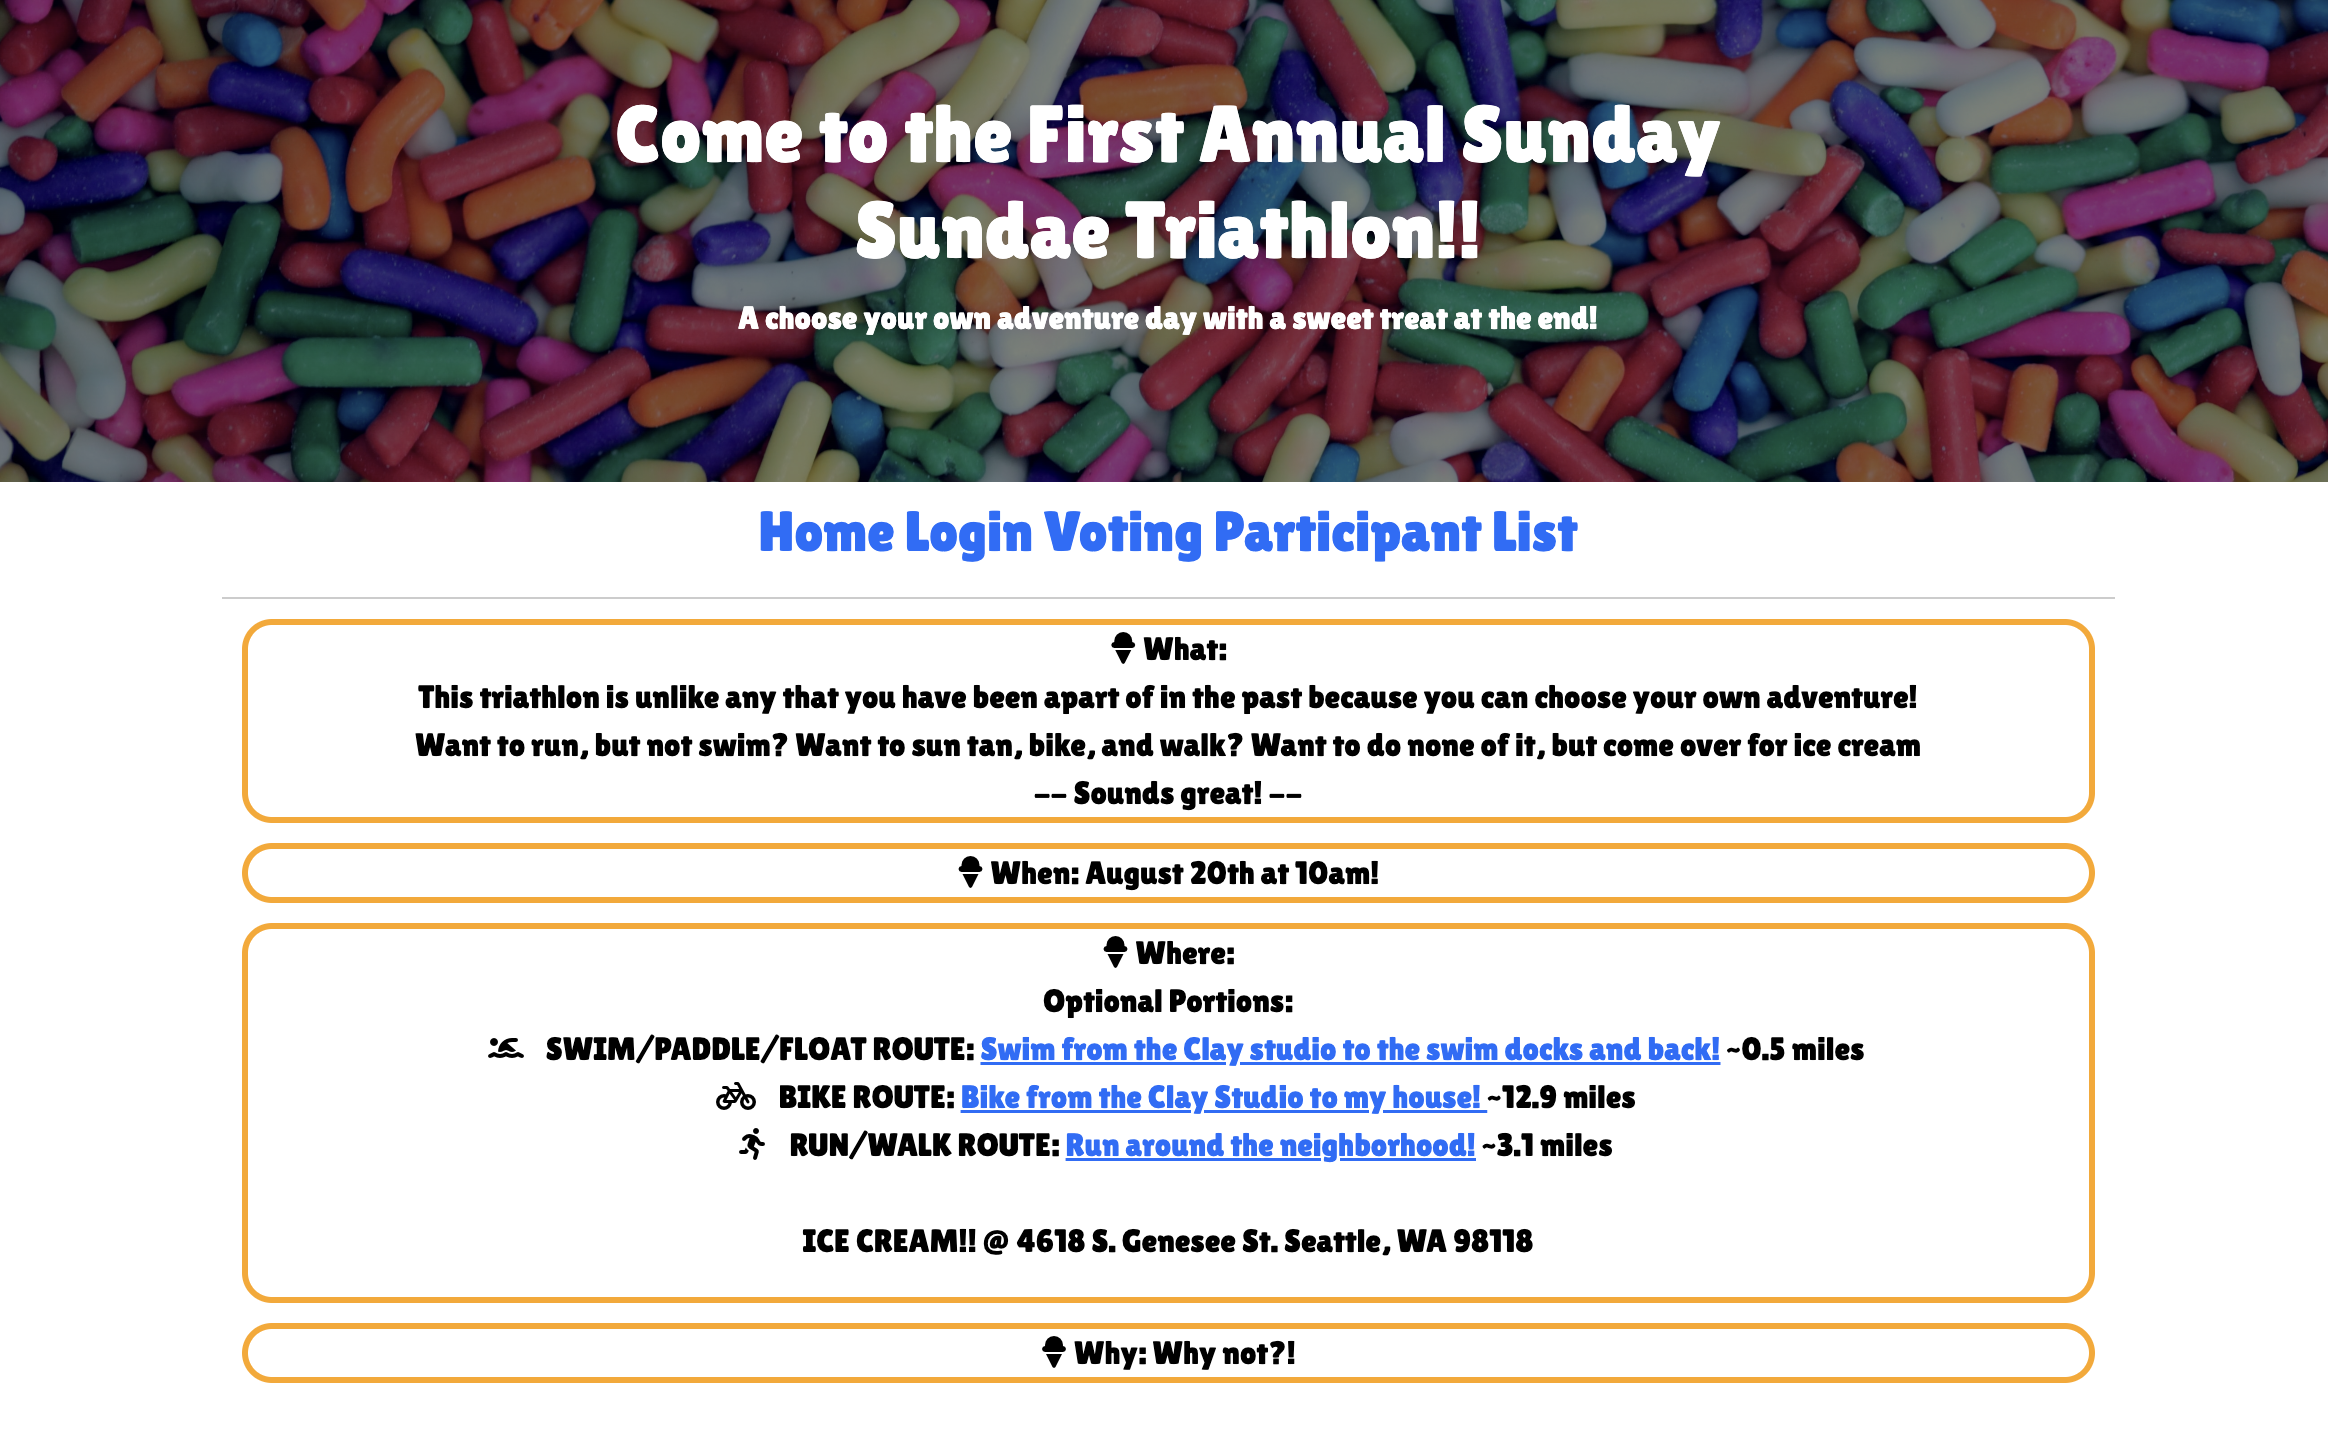 Come to the First Annual Sunday
Sundae Triathlon!!
A choose your own adventure day with a sweet treat at the end!
Home Login Voting Participant List
What:
This triathlon is unlike any that you have been apart of in the past because you can choose your own adventure!
Want to run, but not swim? Want to sun tan, bike, and walk? Want to do none of it, but come over for ice cream
-- Sounds great! --
When: August 20th at 10am!
Where:
Optional Portions:
SWIM/PADDLE/FLOAT ROUTE: Swim from the Clay studio to the swim docks and back! ~0.5 miles
BIKE ROUTE: Bike from the Clay Studio to my house! ~12.9 miles
RUN/WALK ROUTE: Run around the neighborhood! ~3.1 miles
ICE CREAM!! @ 4618 S. Genesee St. Seattle, WA 98118
Why: Why not?!